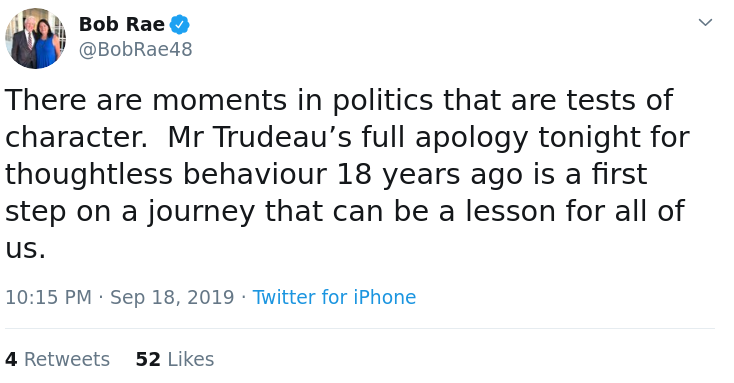 Bob Rae
@BobRae48
There are moments in politics that are tests of
character.  Mr Trudeau’s full apology tonight for
thoughtless behaviour 18 years ago is a first
step on a journey that can be a lesson for all of
us.
10:15 PM · Sep 18, 2019 · Twitter for iPhone
4 Retweets 52 Likes